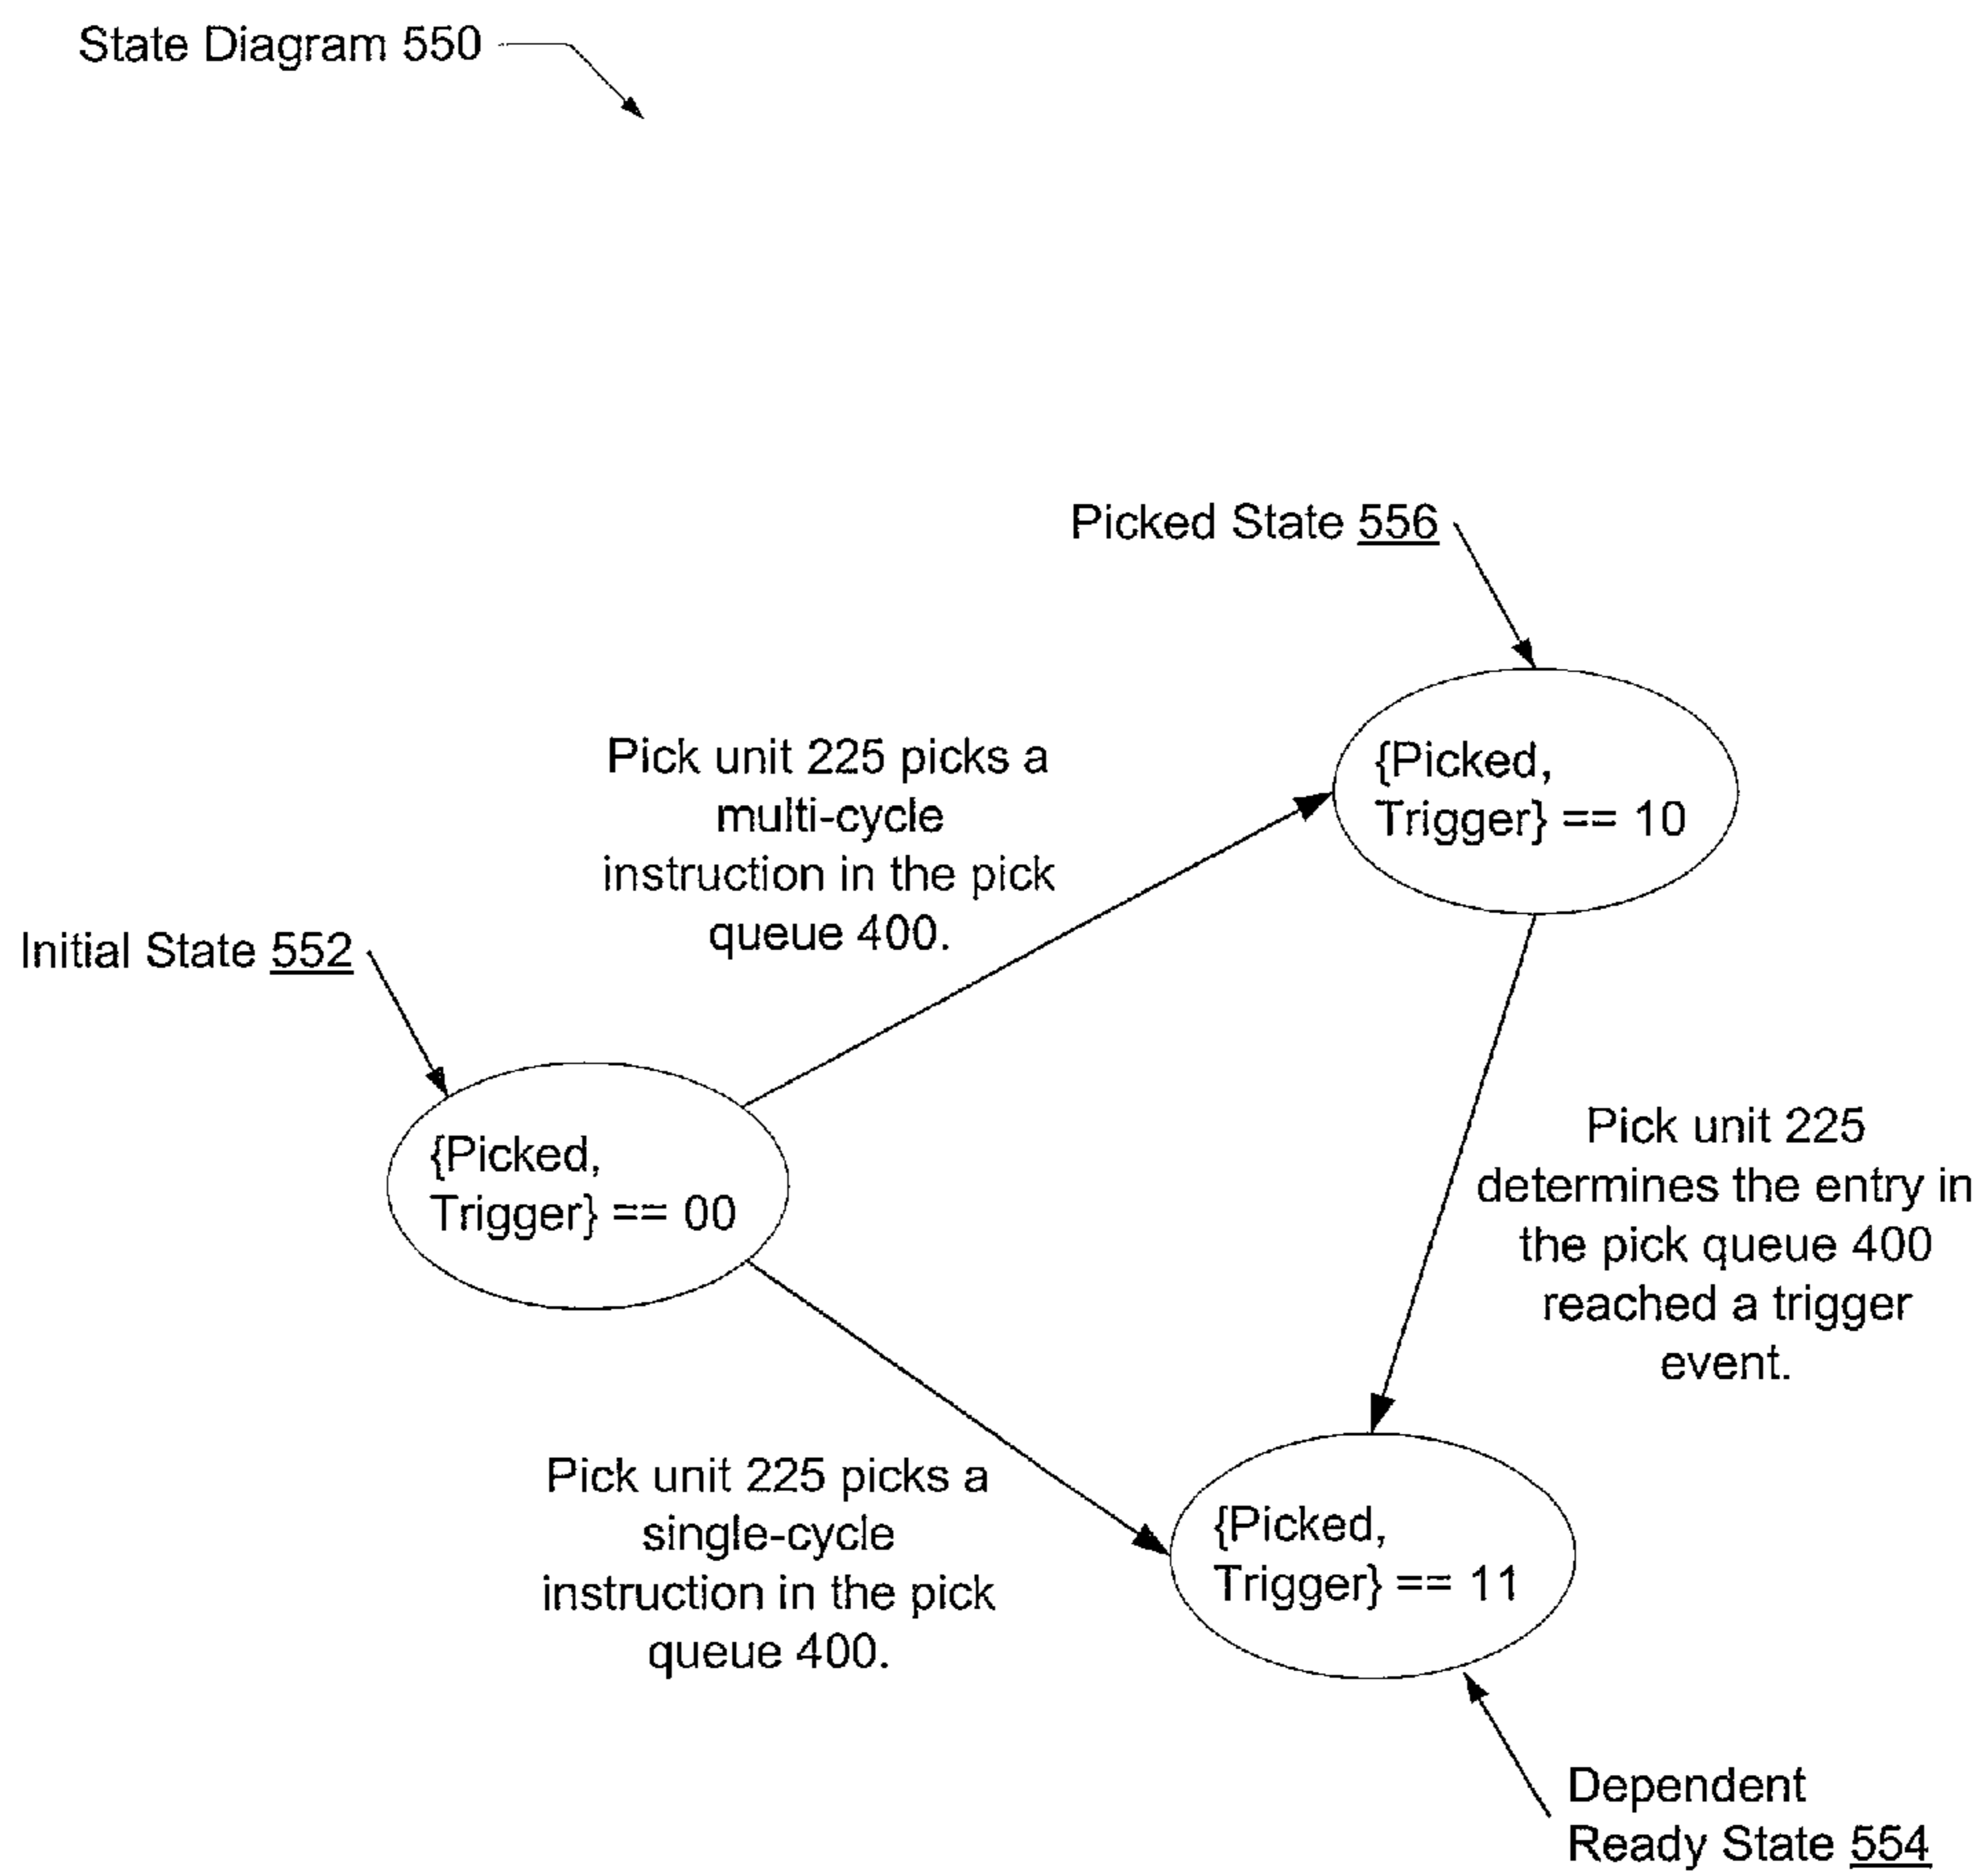 State Diagram 550
Picked State 556
{Picked,
Trigger} == 10
Pick unit 225 picks a
multi-cycle
instruction in the pick
queue 400.
Initial State 552
{Picked,
Trigger} == 00
Pick unit 225
determines the entry in
the pick queue 400
reached a trigger
event.
Pick unit 225 picks a
single-cycle
instruction in the pick
queue 400.
{Picked,
Trigger} == 11
Dependent
Ready State 554